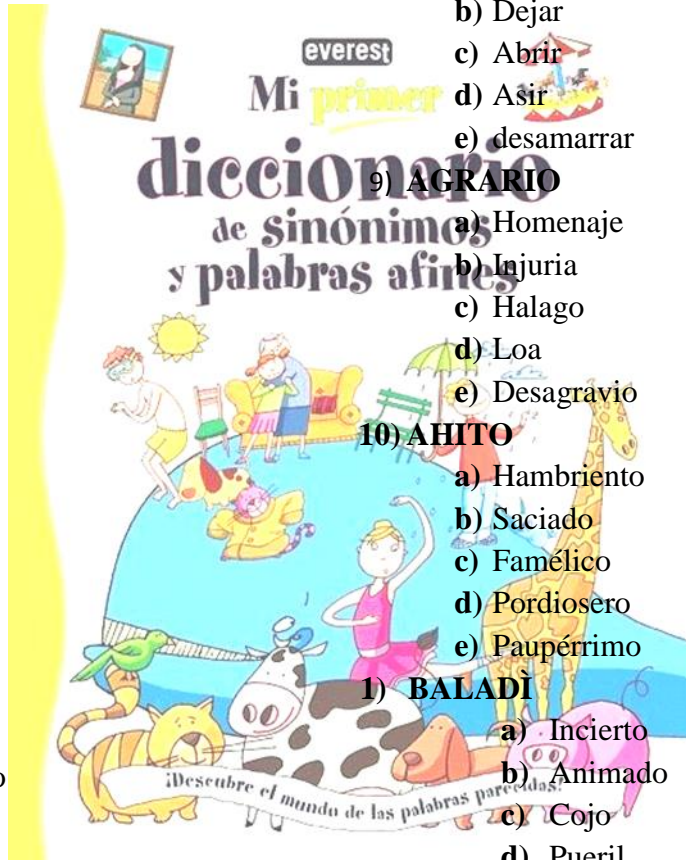 b) Dejar
everest
c) Abrir
Mi primer
d) Asir
e) desamarrar
diccionario
9) AGRARIO
de sinónimos
a) Homenaje
y palabras afines
b) Injuria
c) Halago
d) Loa
e) Desagravio
10) AHITO
a) Hambriento
b) Saciado
c) Famélico
d) Pordiosero
e) Paupérrimo
1) BALADÌ
a) Incierto
o
b) Animado
¡Descubre el mundo de las palabras parecidas!
c) Cojo
d) Pueril